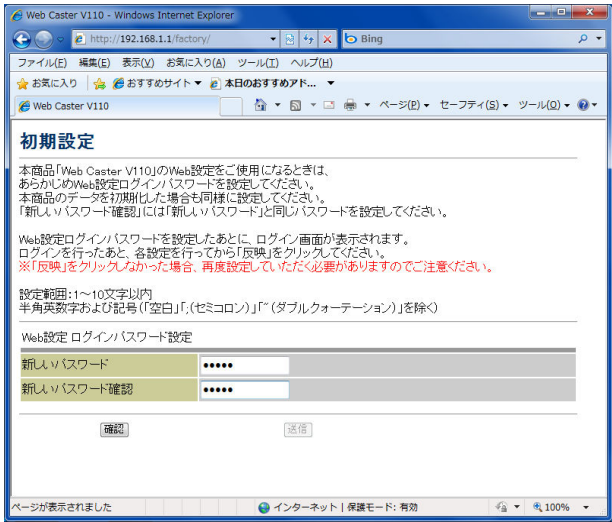 Web Caster V110 - Windows Internet Explorer
http://192.168.1.1/factory/
Bing
ファイル(F) 編集(E) 表示(V) お気に入り(A) ツール(T) ヘルプ(H)
お気に入り おすすめサイト ▼ 本日のおすすめアド... ▼
Web Caster V110 ページ(P) ▼ セーフティ(S) ▼ ツール(O) ▼
初期設定
本商品「Web Caster V110」のWeb設定をご使用になるときは、
あらかじめWeb設定ログインパスワードを設定してください。
本商品のデータを初期化した場合も同様に設定してください。
「新しいパスワード確認」には「新しいパスワード」と同じパスワードを設定してください。
Web設定ログインパスワードを設定したあとに、ログイン画面が表示されます。
ログインを行ったあと、各設定を行ってから「反映」をクリックしてください。
※「反映」をクリックしなかった場合、再度設定していただく必要がありますのでご注意ください。
設定範囲:1～10文字以内
半角英数字および記号(「空白」「;(セミコロン)」「"(ダブルクォーテーション)」を除く)
Web設定 ログインパスワード設定
新しいパスワード ●●●●●
新しいパスワード確認 ●●●●●
確認 送信
ページが表示されました インターネット | 保護モード: 有効 100%